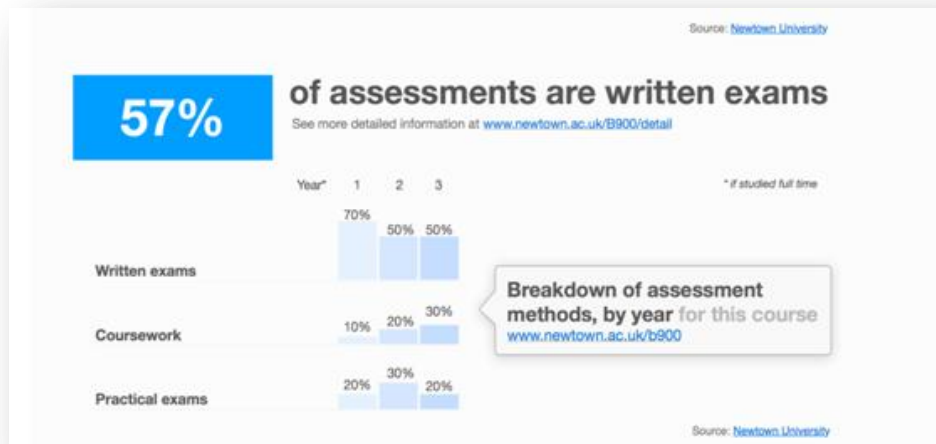 Source: Newtown University
57%
of assessments are written exams
See more detailed information at www.newtown.ac.uk/B900/detail
Year* 1 2 3
* if studied full time
70%
50% 50%
Written exams
10% 20% 30%
Coursework
20% 30% 20%
Practical exams
Breakdown of assessment
methods, by year for this course
www.newtown.ac.uk/b900
Source: Newtown University